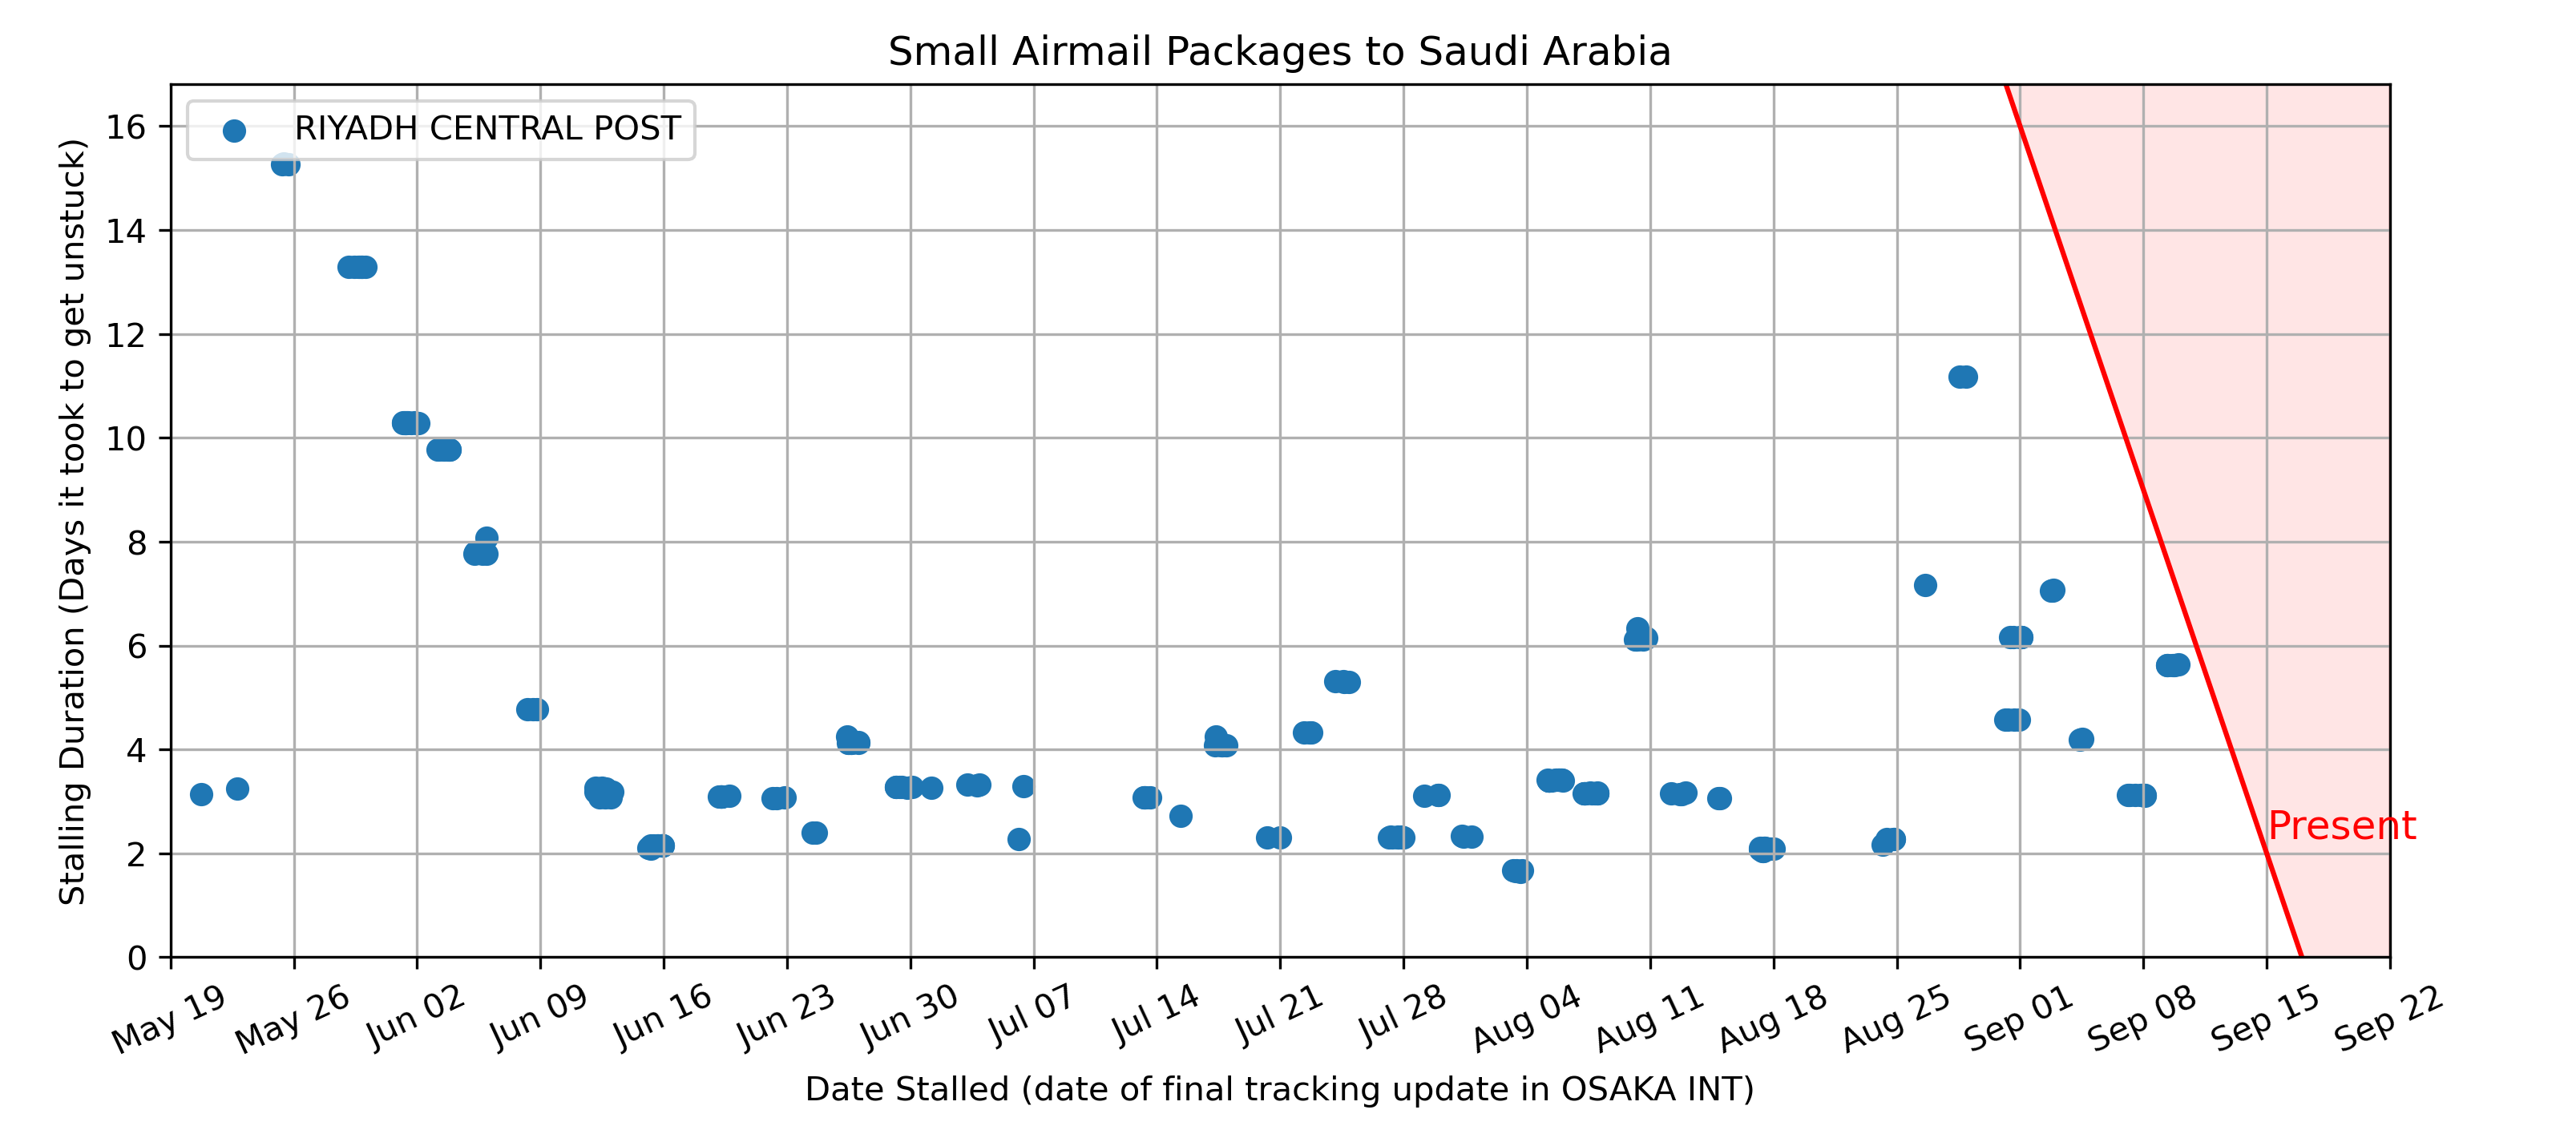 Small Airmail Packages to Saudi Arabia
RIYADH CENTRAL POST
Stalling Duration (Days it took to get unstuck)
16
14
12
10
8
6
4
2
0
Present
May 19 May 26 Jun 02 Jun 09 Jun 16 Jun 23 Jun 30 Jul 07 Jul 14 Jul 21 Jul 28 Aug 04 Aug 11 Aug 18 Aug 25 Sep 01 Sep 08 Sep 15 Sep 22
Date Stalled (date of final tracking update in OSAKA INT)